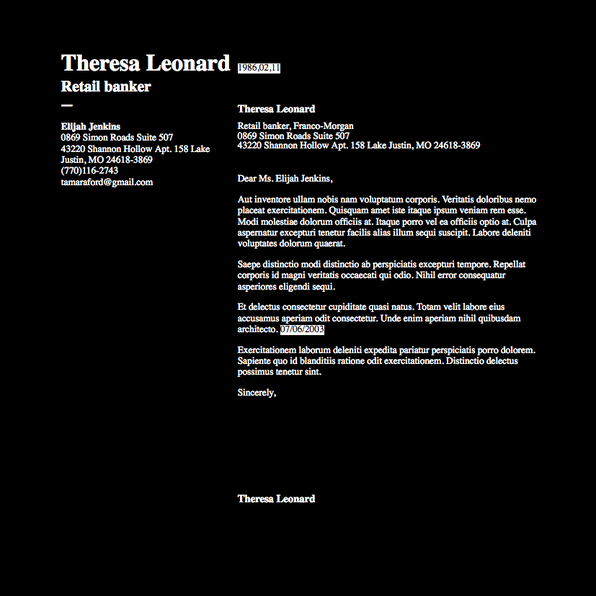 Theresa Leonard
Retail banker
Elijah Jenkins
0869 Simon Roads Suite 507
43220 Shannon Hollow Apt. 158 Lake
Justin, MO 24618-3869
(770)116-2743
tamaraford@gmail.com
1986,02,11
Theresa Leonard
Retail banker, Franco-Morgan
0869 Simon Roads Suite 507
43220 Shannon Hollow Apt. 158 Lake Justin, MO 24618-3869
Dear Ms. Elijah Jenkins,
Aut inventore ullam nobis nam voluptatum corporis. Veritatis doloribus nemo
placeat exercitationem. Quisquam amet iste itaque ipsum veniam rem esse.
Modi molestiae dolorum officiis at. Itaque porro vel ea officiis optio at. Culpa
aspernatur excepturi tenetur facilis alias illum sequi suscipit. Labore deleniti
voluptates dolorum quaerat.
Saepe distinctio modi distinctio ab perspiciatis excepturi tempore. Repellat
corporis id magni veritatis occaecati qui odio. Nihil error consequatur
asperiores eligendi sequi.
Et delectus consectetur cupiditate quasi natus. Totam velit labore eius
accusamus aperiam odit consectetur. Unde enim aperiam nihil quibusdam
architecto. 07/06/2003
Exercitationem laborum deleniti expedita pariatur perspiciatis porro dolorem.
Sapiente quo id blanditiis ratione odit exercitationem. Distinctio delectus
possimus tenetur sint.
Sincerely,
Theresa Leonard